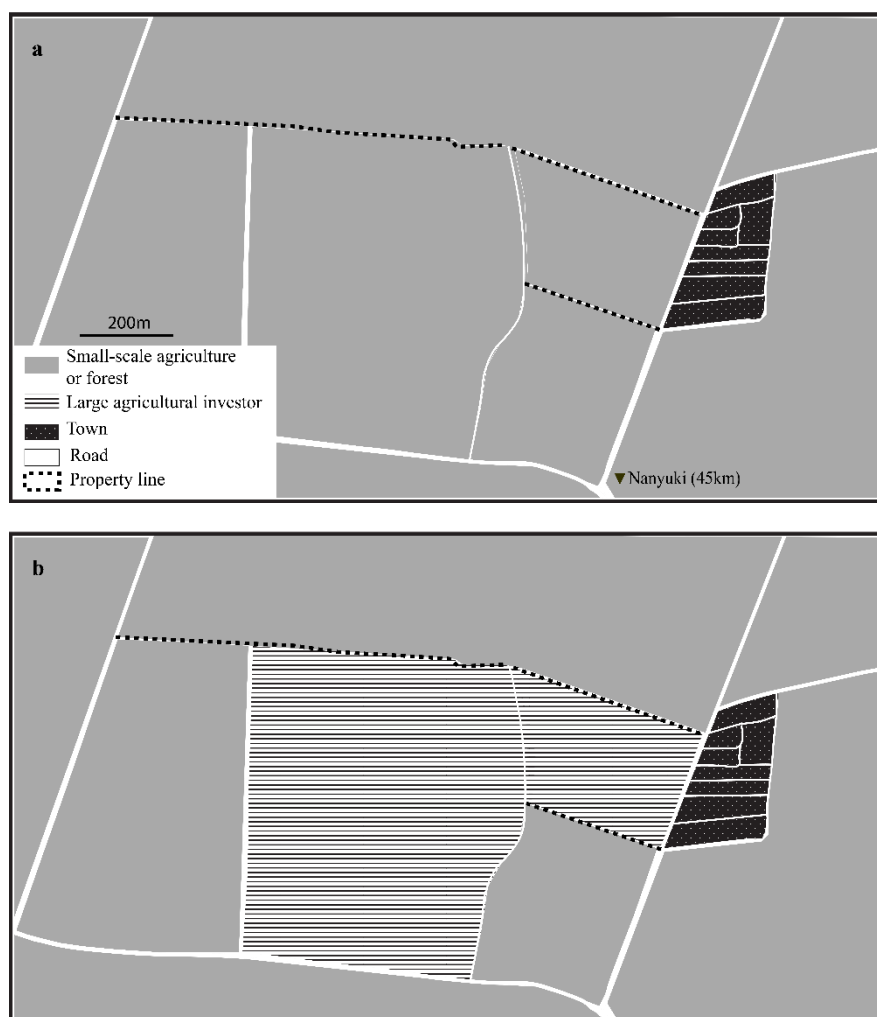 a
200m
Small-scale agriculture
or forest
Large agricultural investor
Town
Road
Property line
Nanyuki (45km)
b